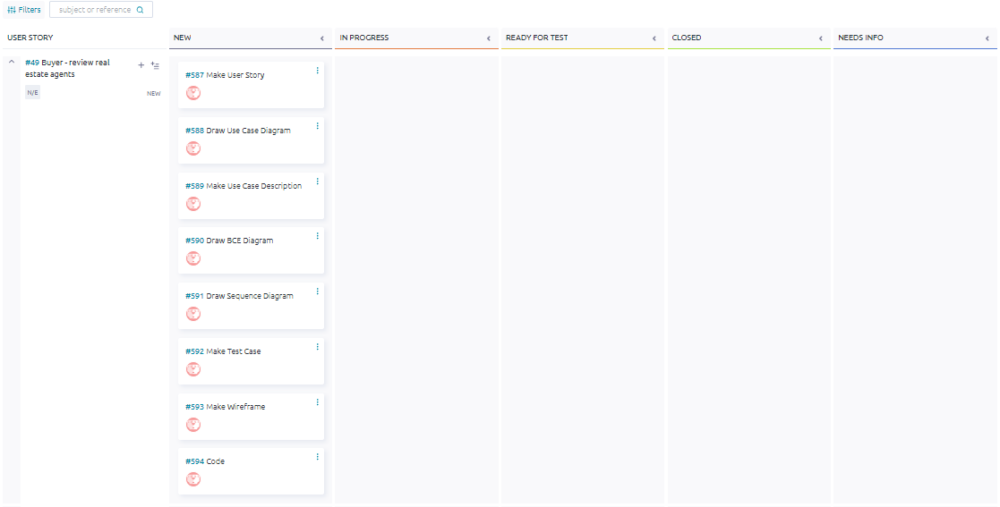 Filters
subject or reference
USER STORY
NEW
IN PROGRESS
READY FOR TEST
CLOSED
NEEDS INFO
#49 Buyer - review real
estate agents
N/E
NEW
#587 Make User Story
#588 Draw Use Case Diagram
#589 Make Use Case Description
#590 Draw BCE Diagram
#591 Draw Sequence Diagram
#592 Make Test Case
#593 Make Wireframe
#594 Code